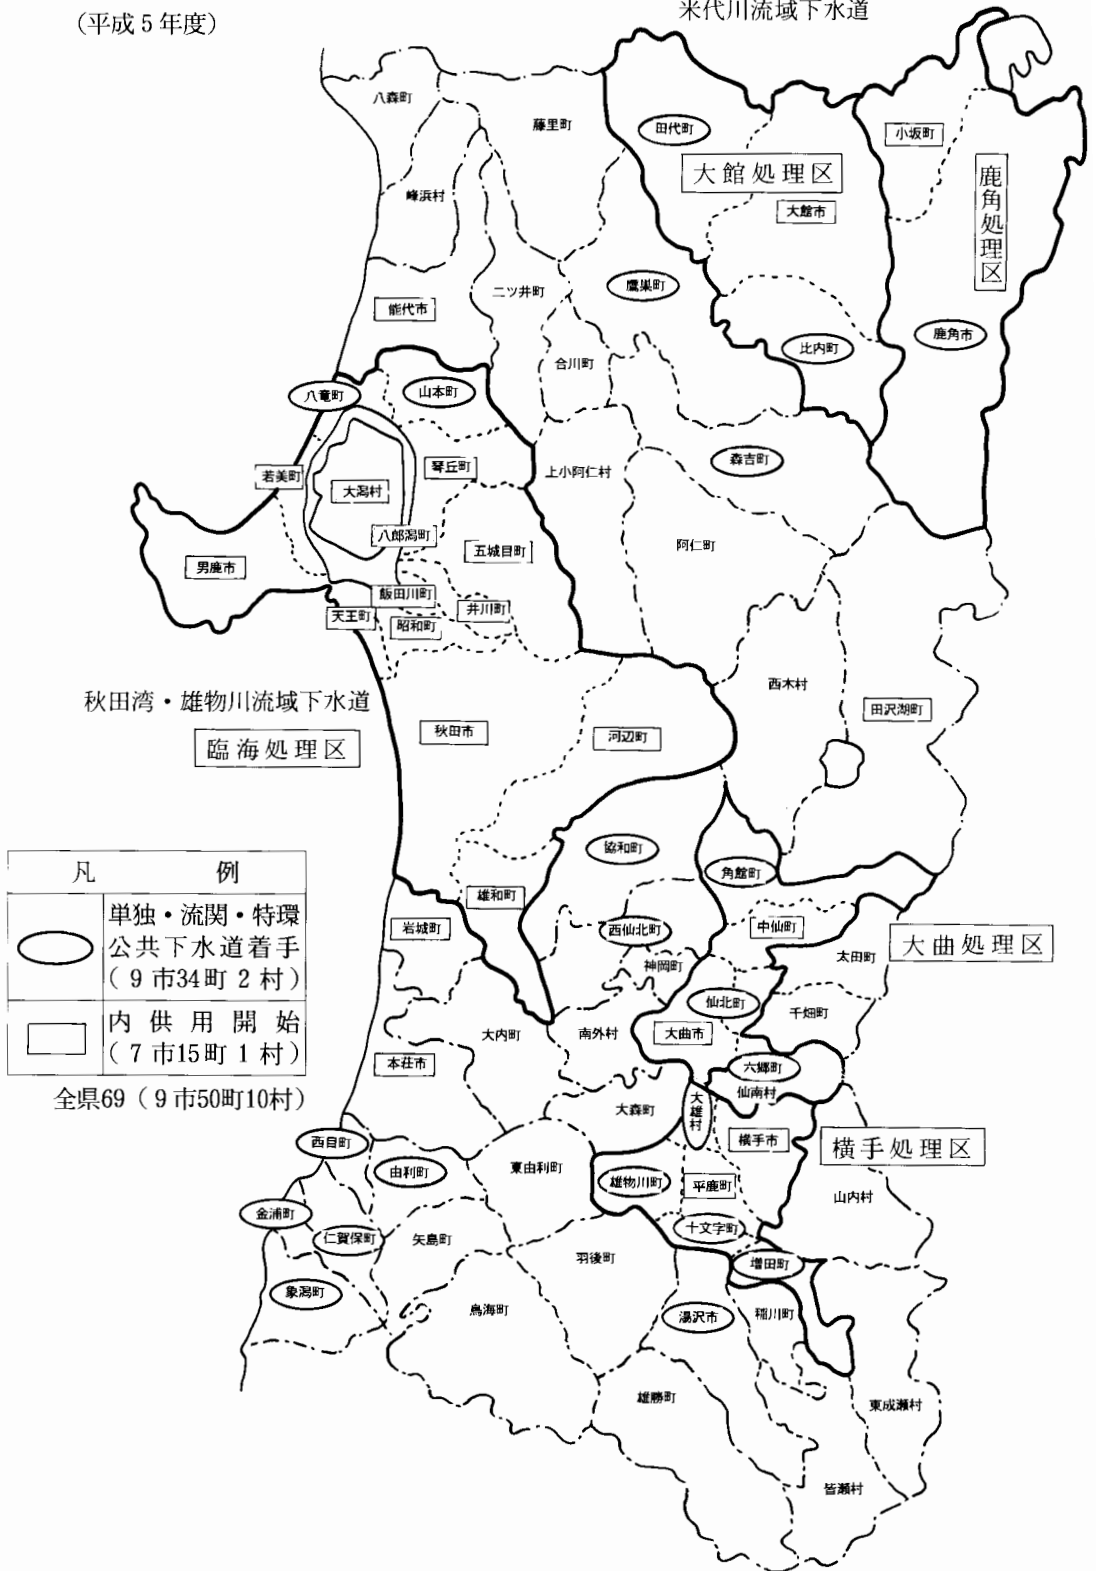 (平成5年度)
米代川流域下水道
八森町
藤里町
田代町
小坂町
大館処理区
鹿角処理区
峰浜村
大館市
二ツ井町
鷹巣町
能代市
鹿角市
比内町
合川町
八竜町
山本町
森吉町
琴丘町
上小阿仁村
若美町
大潟村
八郎潟町
阿仁町
五城目町
男鹿市
飯田川町
井川町
天王町
昭和町
西木村
秋田湾・雄物川流域下水道
田沢湖町
秋田市
河辺町
臨海処理区
協和町
角館町
凡例
雄和町
単独・流関・特環
公共下水道着手
(9市34町2村)
岩城町
西仙北町
中仙町
大曲処理区
太田町
神岡町
仙北町
千畑町
内供用開始
(7市15町1村)
大内町
南外村
大曲市
本荘市
六郷町
全県69(9市50町10村)
仙南村
大森町
大雄村
西目町
横手市
横手処理区
由利町
東由利町
雄物川町
平鹿町
山内村
金浦町
十文字町
仁賀保町
矢島町
羽後町
増田町
象潟町
鳥海町
湯沢市
稲川町
雄勝町
東成瀬村
皆瀬村